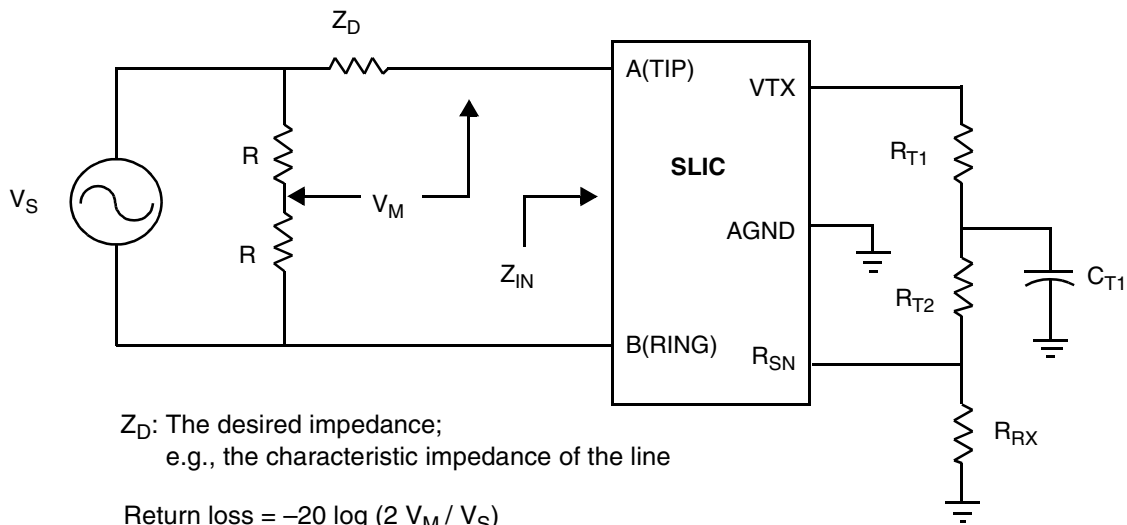 Z_D
A(TIP)
VTX
R
SLIC
R_T1
V_S
V_M
AGND
R
Z_IN
C_T1
R_T2
B(RING)
R_SN
Z_D: The desired impedance;
e.g., the characteristic impedance of the line
R_RX
Return loss = –20 log (2 V_M / V_S)